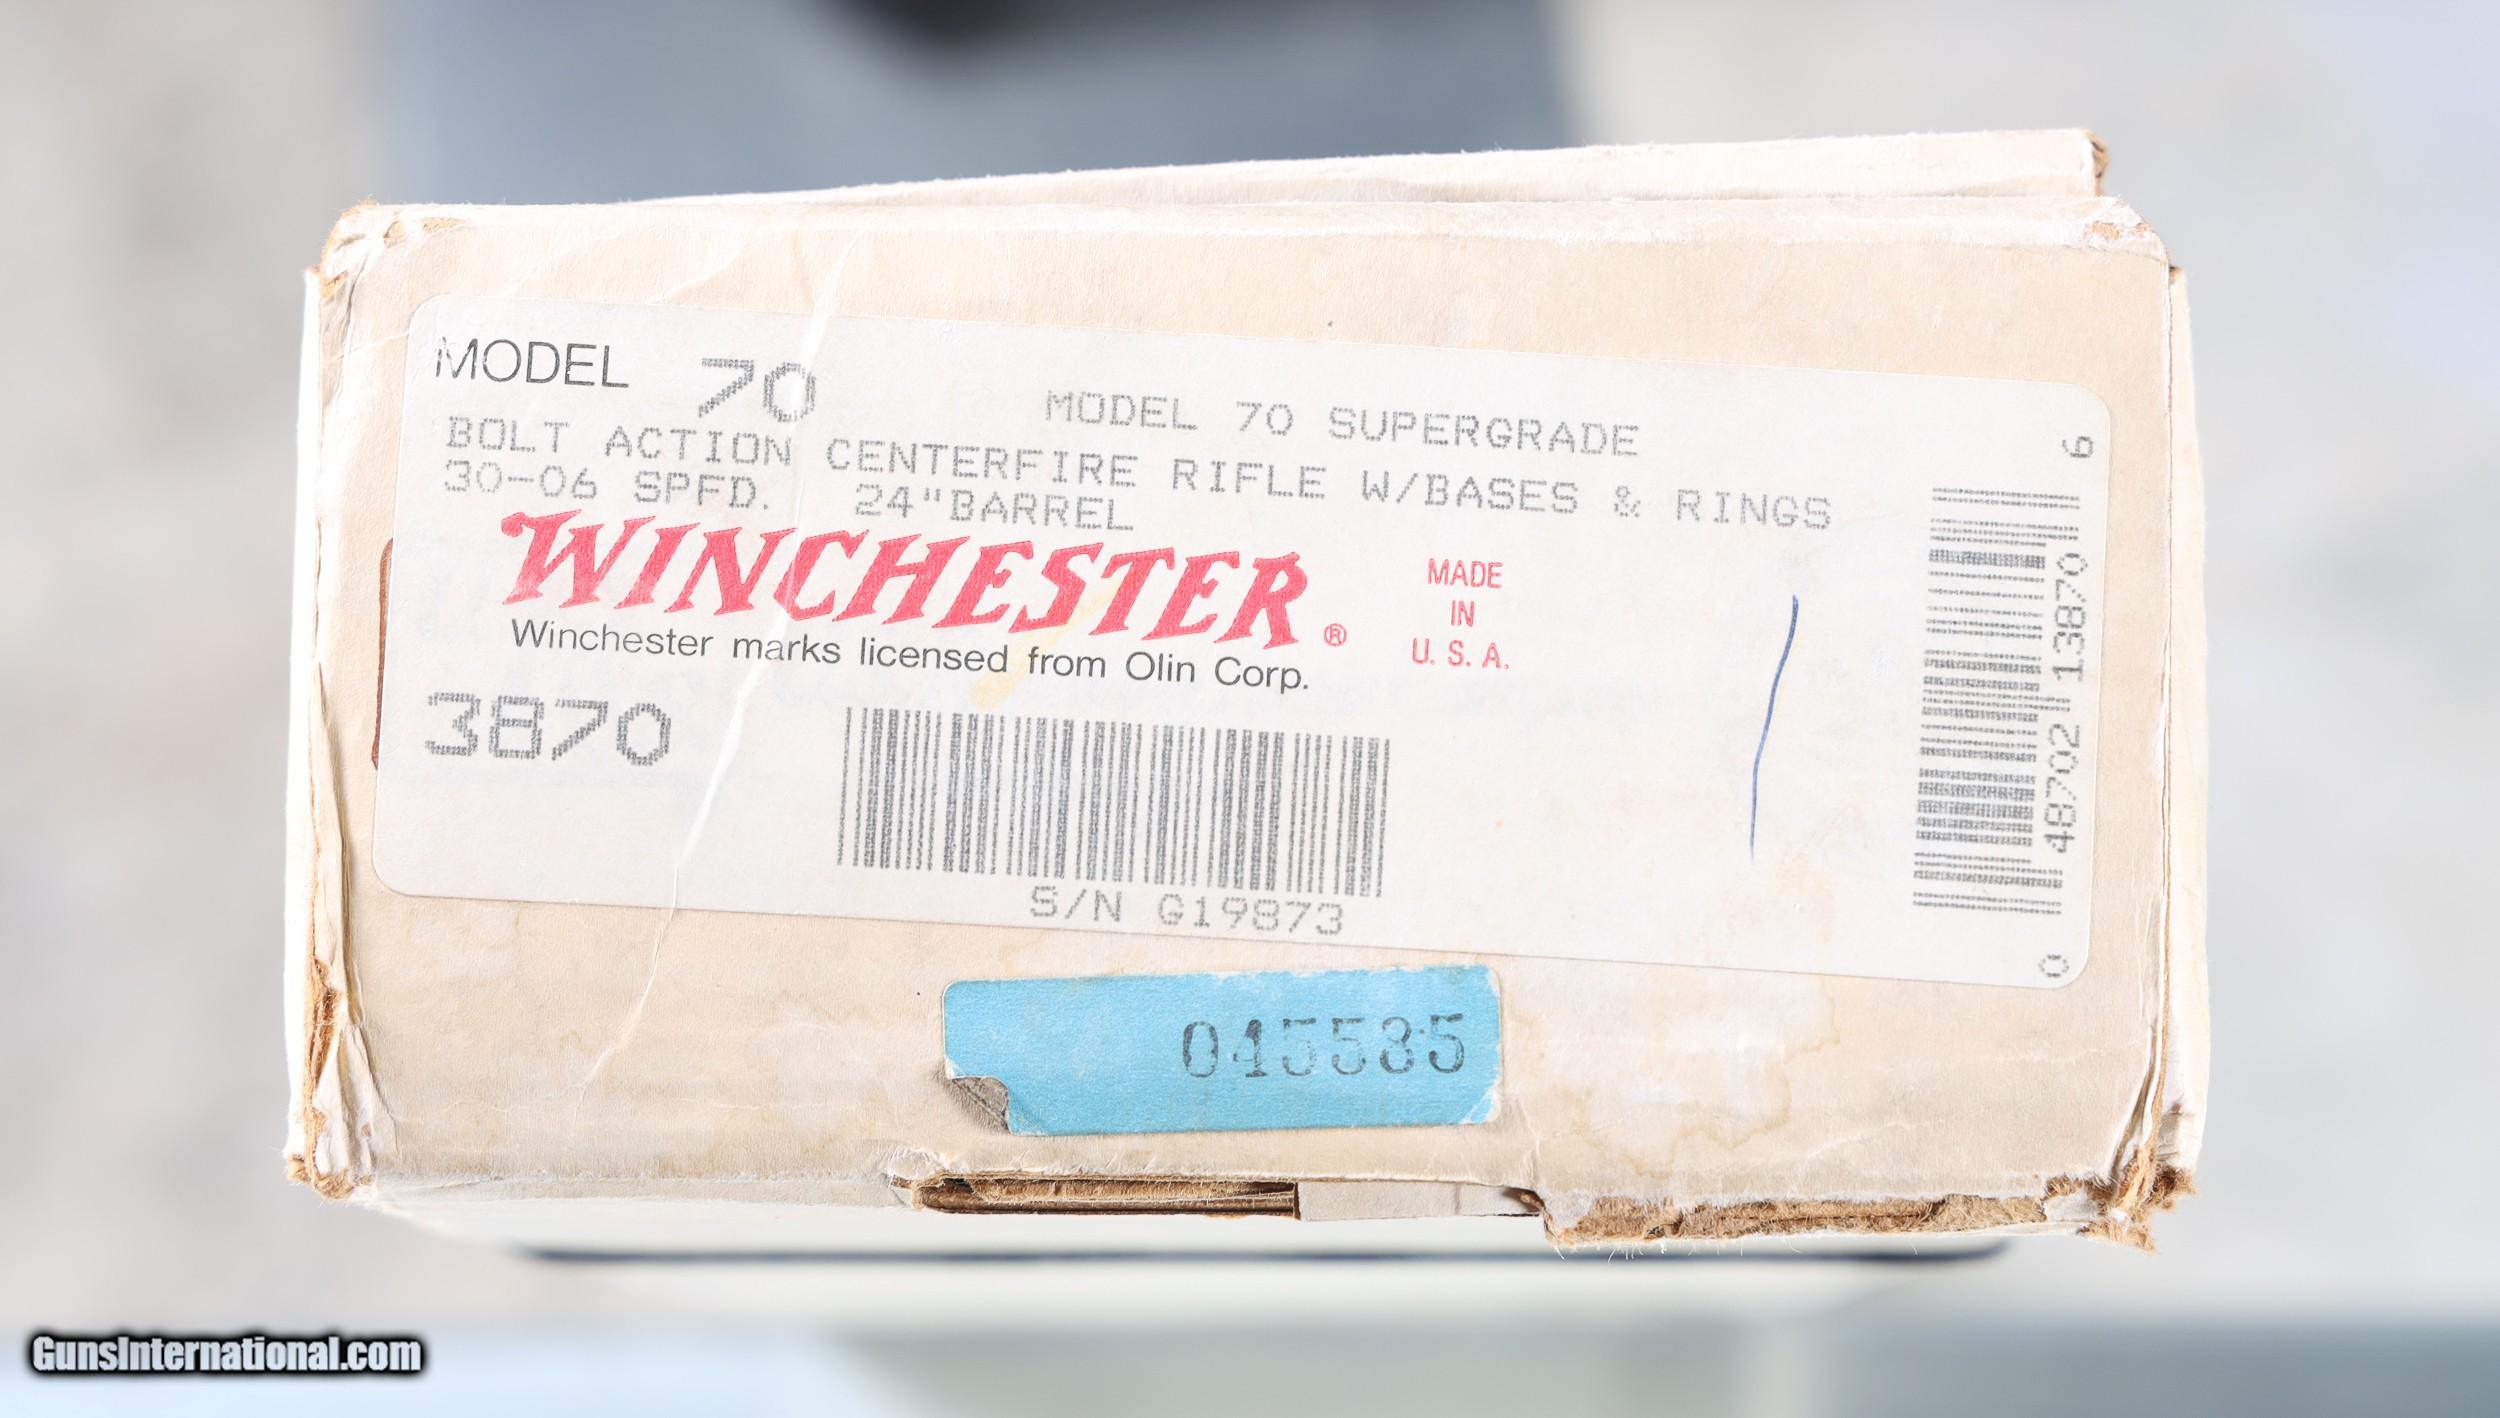 MODEL 70 MODEL 70 SUPERGRADE
BOLT ACTION CENTERFIRE RIFLE W/BASES & RINGS
30-06 SPFD. 24"BARREL
WINCHESTER®
Winchester marks licensed from Olin Corp.
MADE
IN
U. S. A.
3870
S/N G19873
0 48702 13870 6
045535
GunsInternational.com